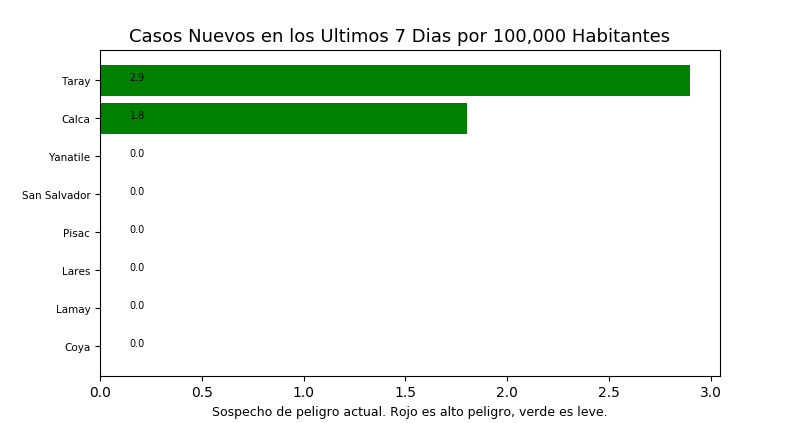 Casos Nuevos en los Ultimos 7 Dias por 100,000 Habitantes
Taray 2.9
Calca 1.8
Yanatile 0.0
San Salvador 0.0
Pisac 0.0
Lares 0.0
Lamay 0.0
Coya 0.0
0.0 0.5 1.0 1.5 2.0 2.5 3.0
Sospecho de peligro actual. Rojo es alto peligro, verde es leve.